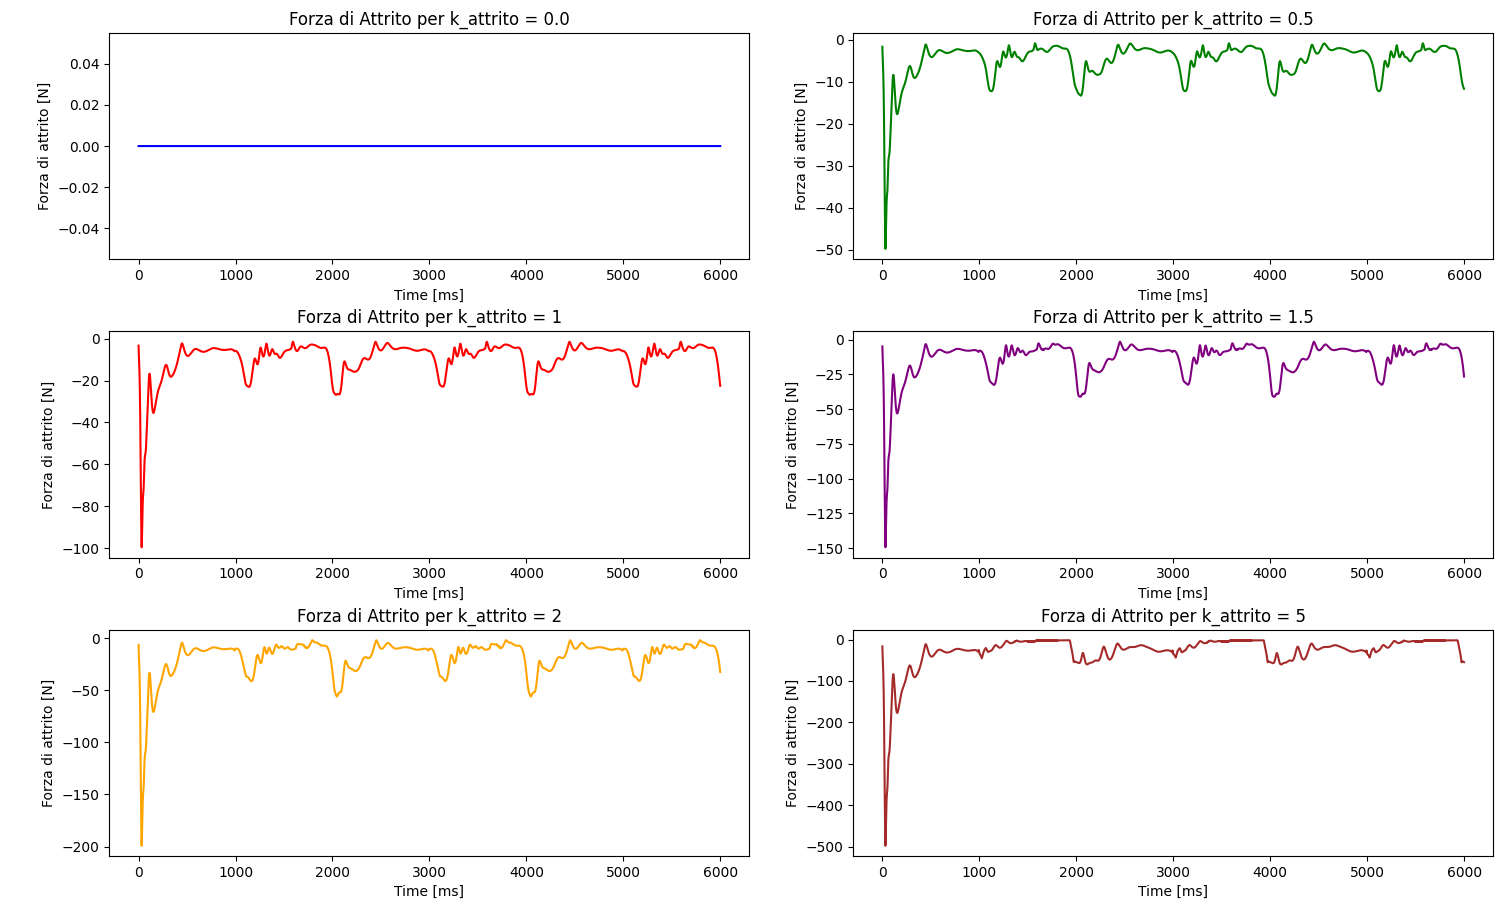 Forza di Attrito per k_attrito = 0.0
Forza di attrito [N]
0.04
0.02
0.00
−0.02
−0.04
0 1000 2000 3000 4000 5000 6000
Time [ms]
Forza di Attrito per k_attrito = 0.5
Forza di attrito [N]
0
−10
−20
−30
−40
−50
0 1000 2000 3000 4000 5000 6000
Time [ms]
Forza di Attrito per k_attrito = 1
Forza di attrito [N]
0
−20
−40
−60
−80
−100
0 1000 2000 3000 4000 5000 6000
Time [ms]
Forza di Attrito per k_attrito = 1.5
Forza di attrito [N]
0
−25
−50
−75
−100
−125
−150
0 1000 2000 3000 4000 5000 6000
Time [ms]
Forza di Attrito per k_attrito = 2
Forza di attrito [N]
0
−50
−100
−150
−200
0 1000 2000 3000 4000 5000 6000
Time [ms]
Forza di Attrito per k_attrito = 5
Forza di attrito [N]
0
−100
−200
−300
−400
−500
0 1000 2000 3000 4000 5000 6000
Time [ms]